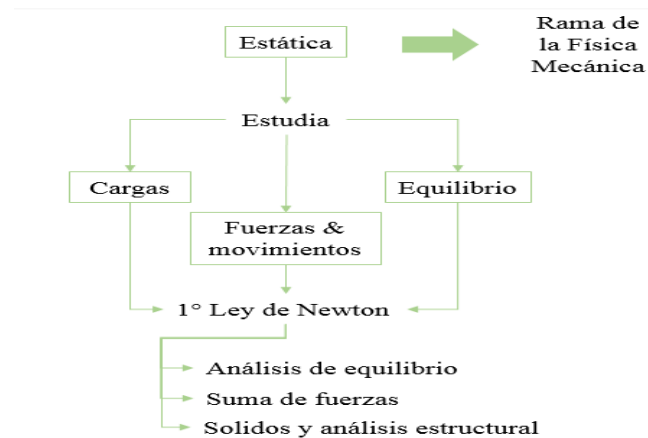 Estática
Rama de
la Física
Mecánica
Estudia
Cargas
Equilibrio
Fuerzas &
movimientos
1° Ley de Newton
Análisis de equilibrio
Suma de fuerzas
Solidos y análisis estructural